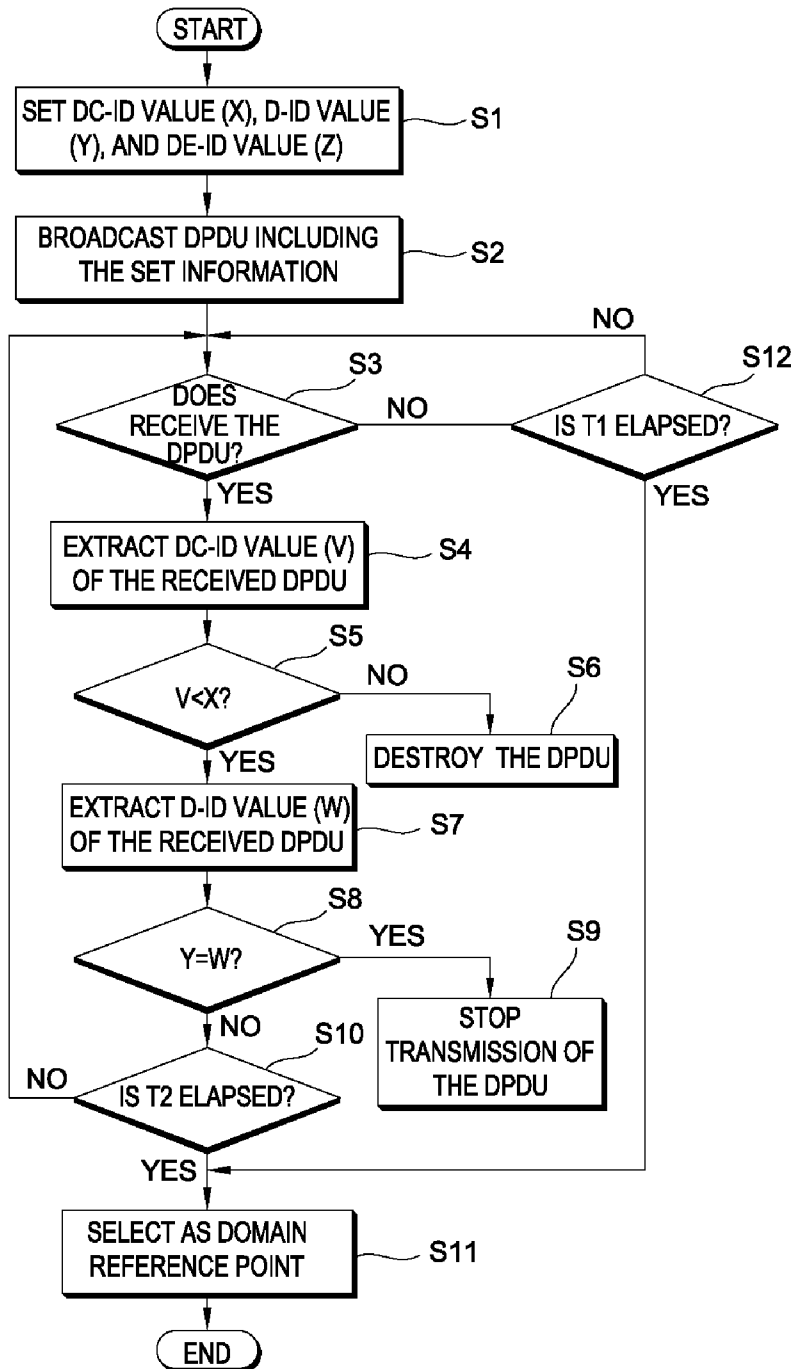 START
SET DC-ID VALUE (X), D-ID VALUE
(Y), AND DE-ID VALUE (Z)
S1
BROADCAST DPDU INCLUDING
THE SET INFORMATION
S2
NO
S12
S3
DOES
RECEIVE THE
DPDU?
NO
IS T1 ELAPSED?
YES
YES
EXTRACT DC-ID VALUE (V)
OF THE RECEIVED DPDU
S4
S5
V<X?
NO
S6
DESTROY THE DPDU
YES
EXTRACT D-ID VALUE (W)
OF THE RECEIVED DPDU
S7
S8
Y=W?
YES
S9
STOP
TRANSMISSION OF
THE DPDU
NO
S10
NO
IS T2 ELAPSED?
YES
SELECT AS DOMAIN
REFERENCE POINT
S11
END